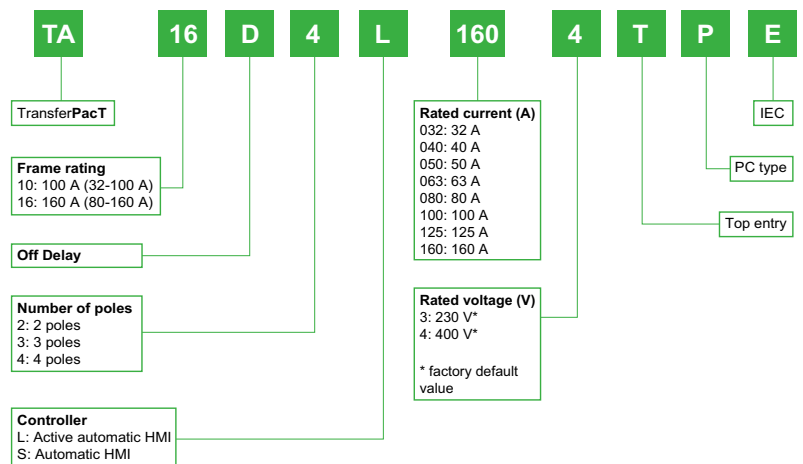 TA 16 D 4 L 160 4 T P E
TransferPacT
Frame rating
10: 100 A (32-100 A)
16: 160 A (80-160 A)
Off Delay
Number of poles
2: 2 poles
3: 3 poles
4: 4 poles
Controller
L: Active automatic HMI
S: Automatic HMI
Rated current (A)
032: 32 A
040: 40 A
050: 50 A
063: 63 A
080: 80 A
100: 100 A
125: 125 A
160: 160 A
Rated voltage (V)
3: 230 V*
4: 400 V*
* factory default
value
IEC
PC type
Top entry